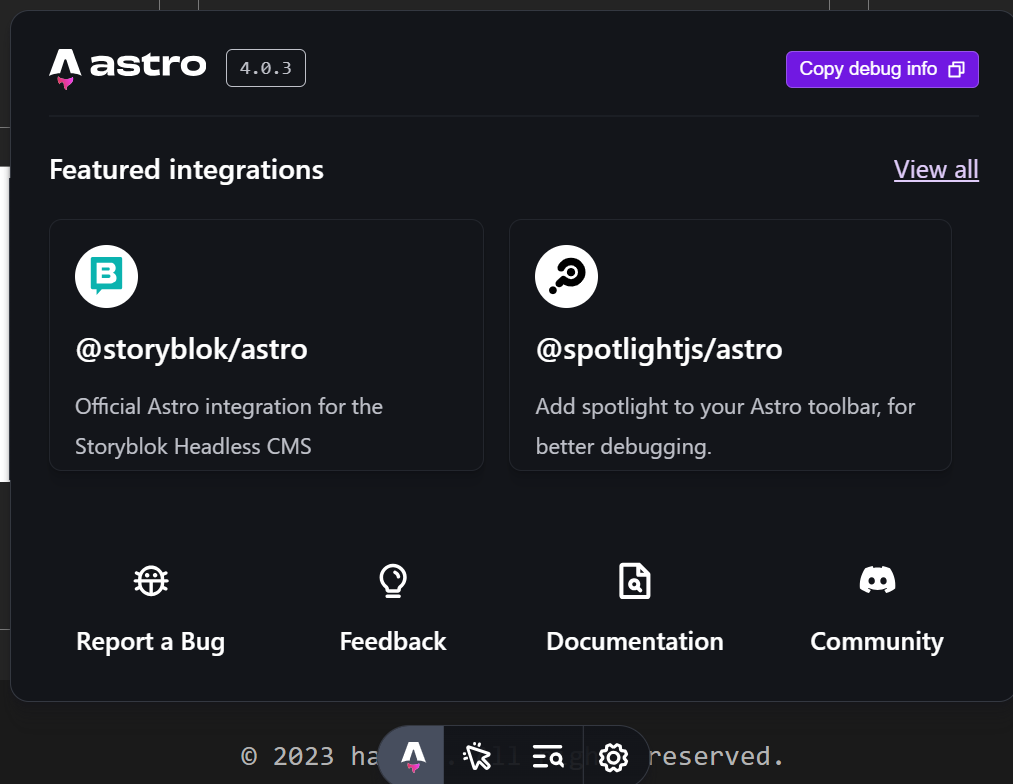 astro 4.0.3 Copy debug info
Featured integrations View all
@storyblok/astro
Official Astro integration for the
Storyblok Headless CMS
@spotlightjs/astro
Add spotlight to your Astro toolbar, for
better debugging.
Report a Bug Feedback Documentation Community
© 2023 reserved.